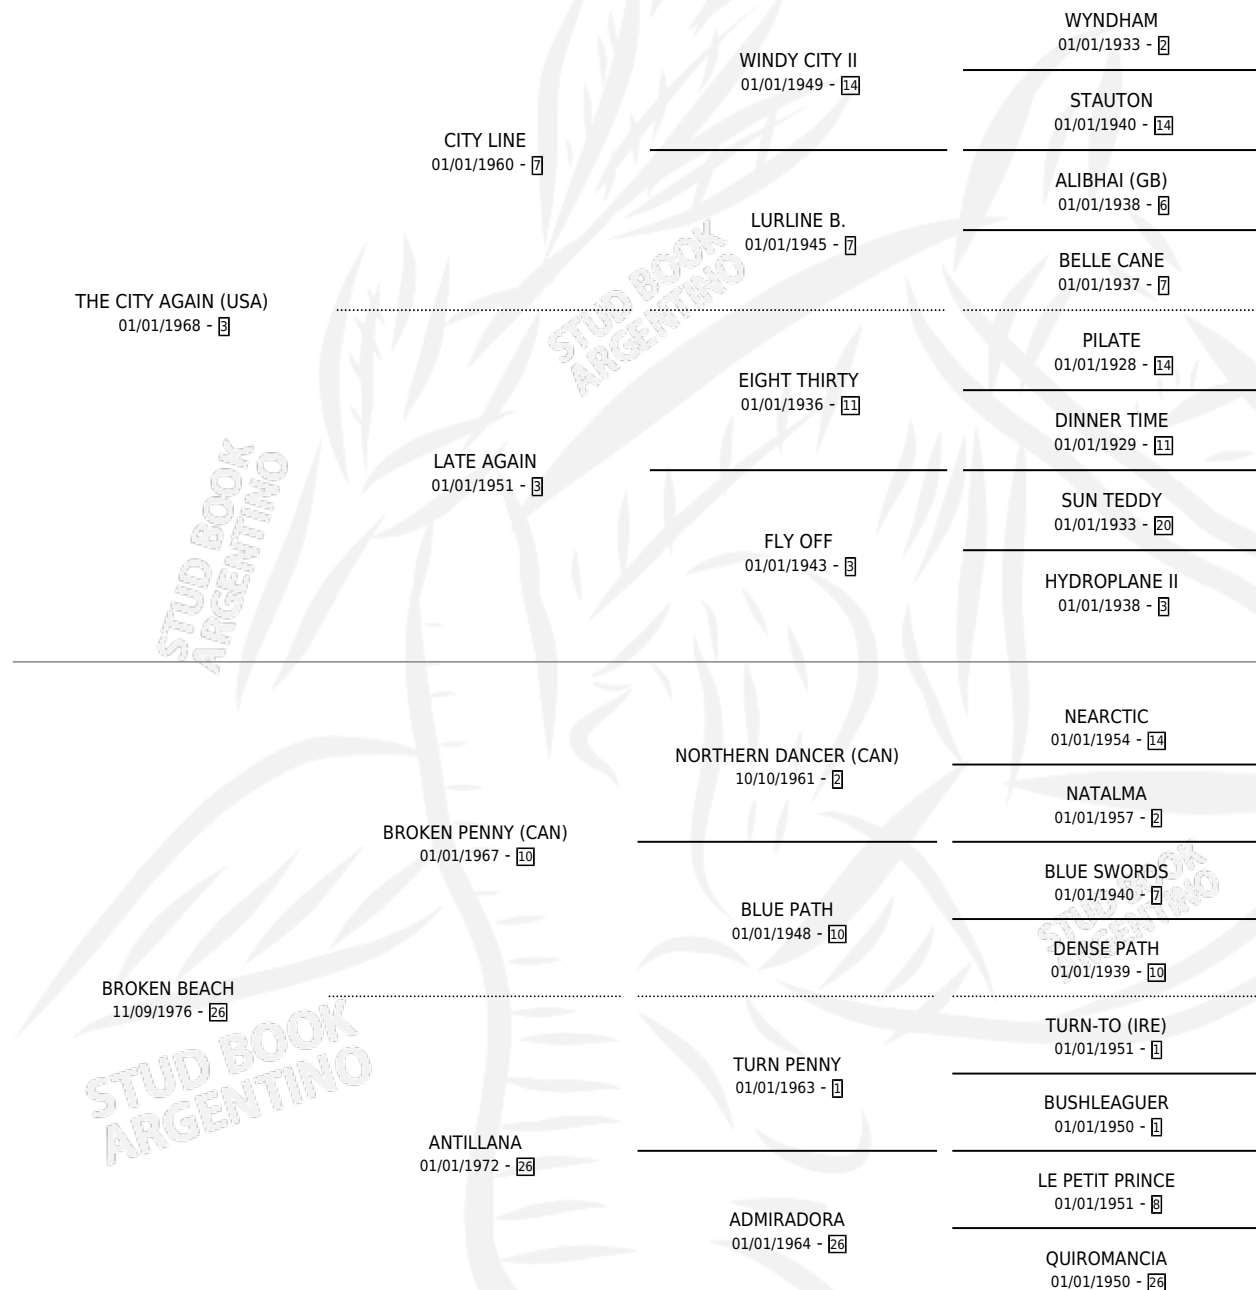 WYNDHAM
01/01/1933 - 2
WINDY CITY II
01/01/1949 - 14
STAUTON
01/01/1940 - 14
CITY LINE
01/01/1960 - 7
ALIBHAI (GB)
01/01/1938 - 6
LURLINE B.
01/01/1945 - 7
BELLE CANE
01/01/1937 - 7
THE CITY AGAIN (USA)
01/01/1968 - 3
STUD BOOK
ARGENTINO
PILATE
01/01/1928 - 14
EIGHT THIRTY
01/01/1936 - 11
DINNER TIME
01/01/1929 - 11
LATE AGAIN
01/01/1951 - 3
SUN TEDDY
01/01/1933 - 20
FLY OFF
01/01/1943 - 3
HYDROPLANE II
01/01/1938 - 3
STUD BOOK
ARGENTINO
NEARCTIC
01/01/1954 - 14
NORTHERN DANCER (CAN)
10/10/1961 - 2
NATALMA
01/01/1957 - 2
BROKEN PENNY (CAN)
01/01/1967 - 10
BLUE SWORDS
01/01/1940 - 7
BLUE PATH
01/01/1948 - 10
STUD BOOK
ARGENTINO
DENSE PATH
01/01/1939 - 10
BROKEN BEACH
11/09/1976 - 26
TURN-TO (IRE)
01/01/1951 - 1
STUD BOOK
ARGENTINO
TURN PENNY
01/01/1963 - 1
BUSHLEAGUER
01/01/1950 - 1
ANTILLANA
01/01/1972 - 26
LE PETIT PRINCE
01/01/1951 - 8
ADMIRADORA
01/01/1964 - 26
QUIROMANCIA
01/01/1950 - 26